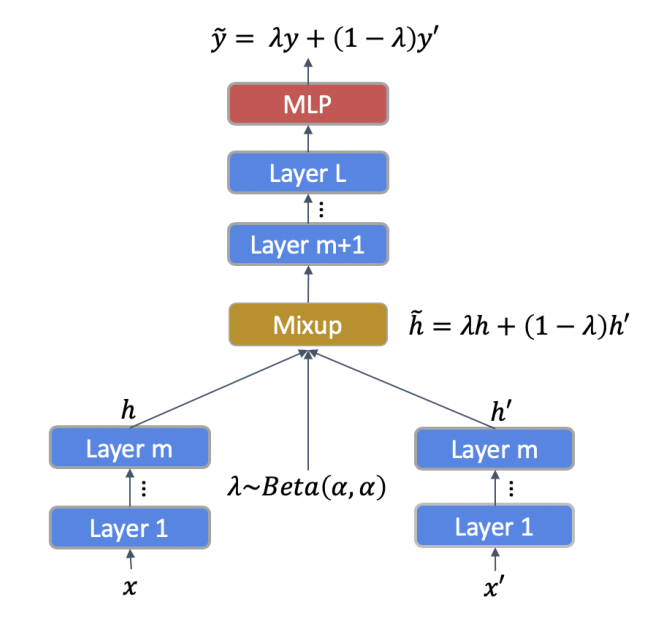 ỹ = λy + (1 − λ)y′
MLP
Layer L
⋮
Layer m+1
Mixup
h̃ = λh + (1 − λ)h′
h
h′
Layer m
Layer m
⋮
⋮
λ~Beta(α, α)
Layer 1
Layer 1
x
x′